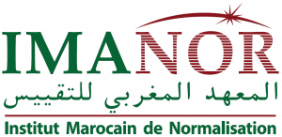 IMANOR
المعهد المغربي للتقييس
Institut Marocain de Normalisation